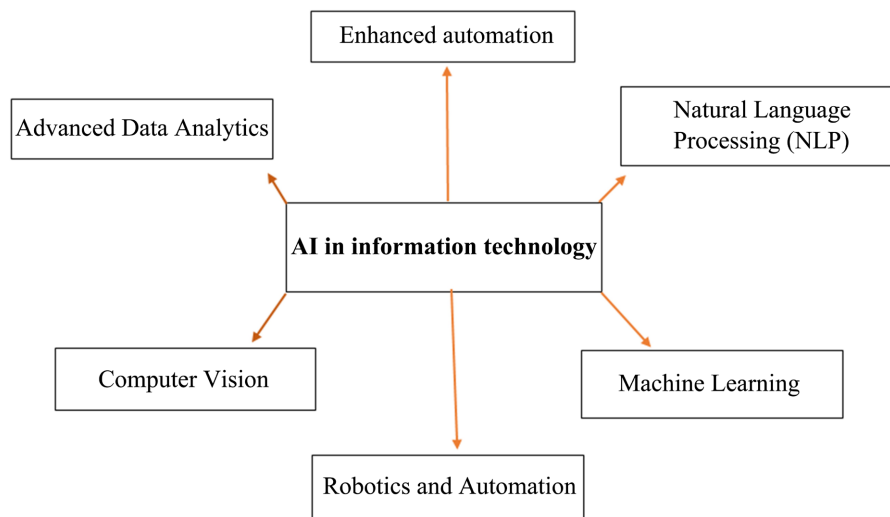 Enhanced automation
Advanced Data Analytics
Natural Language
Processing (NLP)
AI in information technology
Computer Vision
Machine Learning
Robotics and Automation